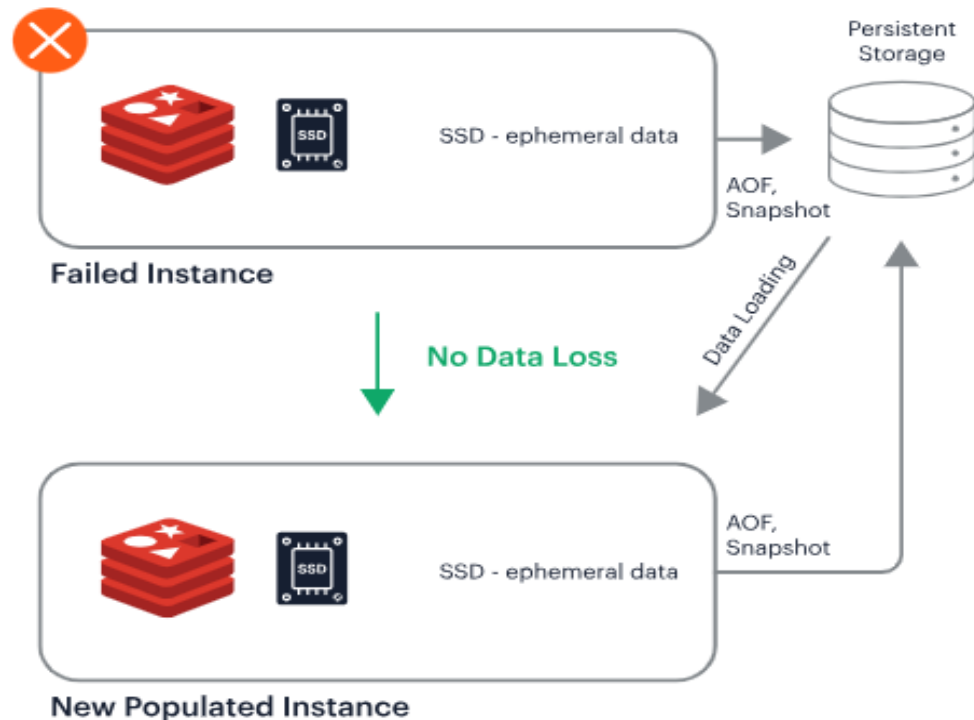 Persistent
Storage
SSD
SSD - ephemeral data
AOF,
Snapshot
Failed Instance
Data Loading
No Data Loss
SSD
SSD - ephemeral data
AOF,
Snapshot
New Populated Instance